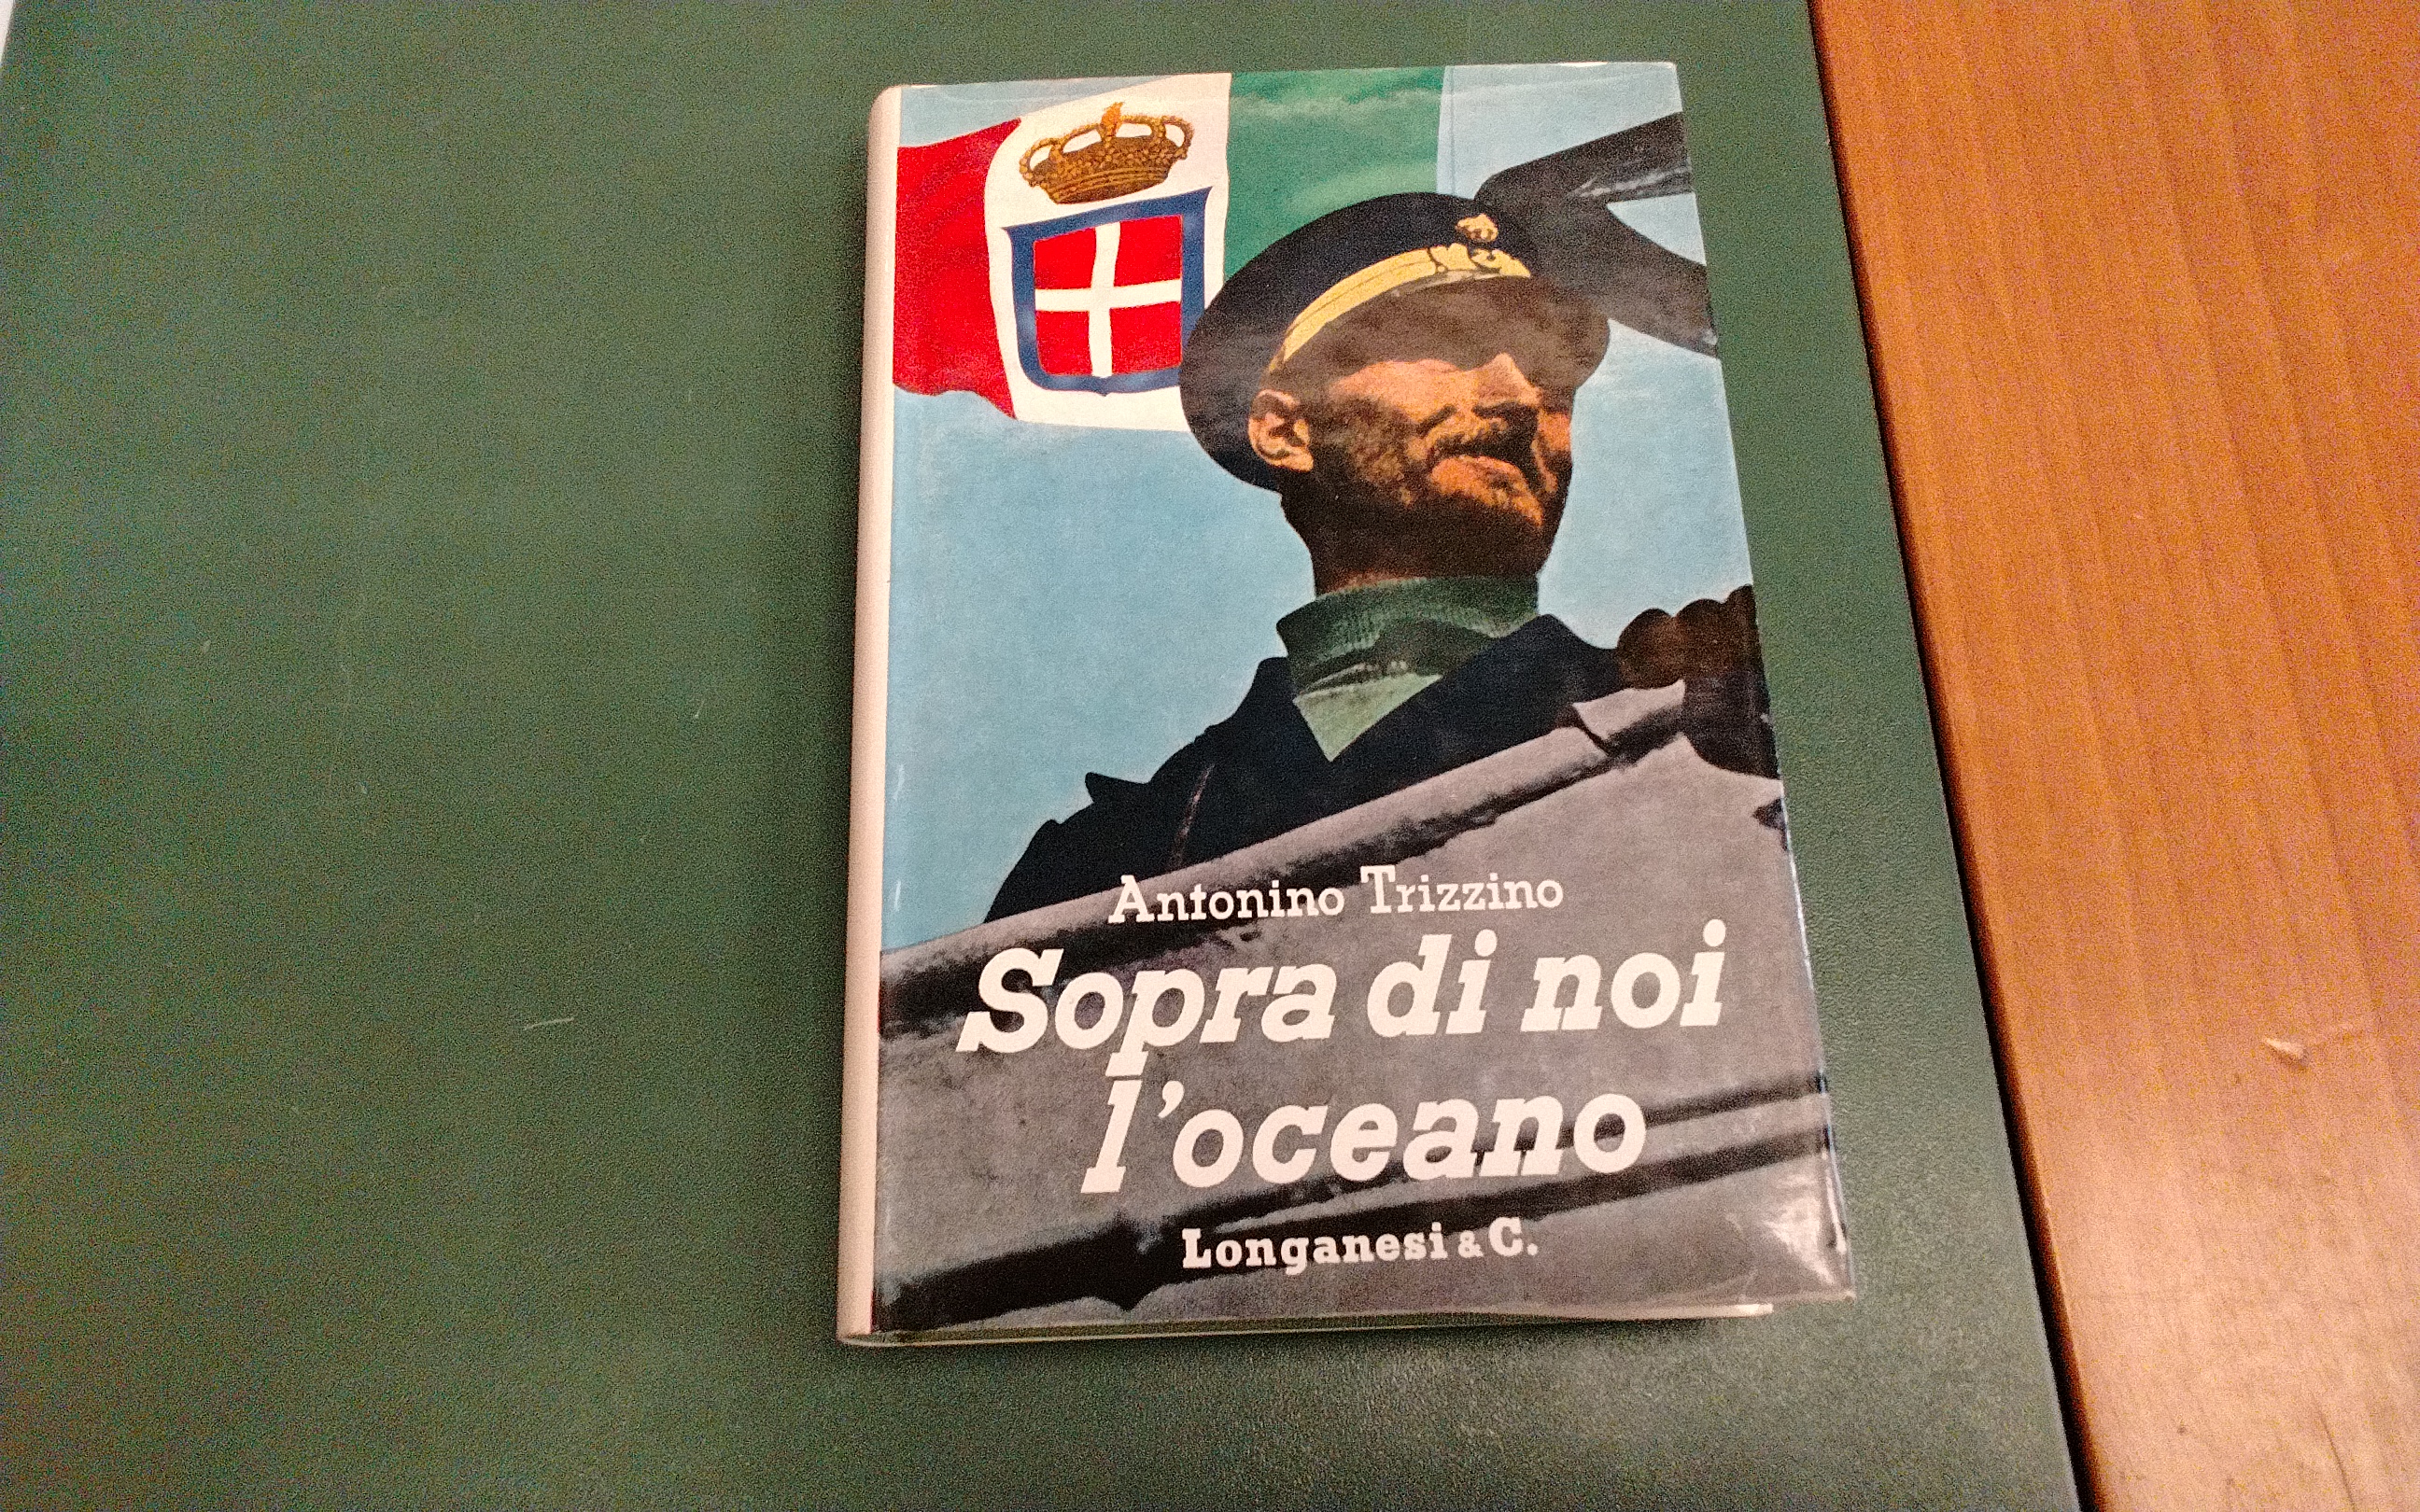 Antonino Trizzino
Sopra di noi
l'oceano
Longanesi & C.